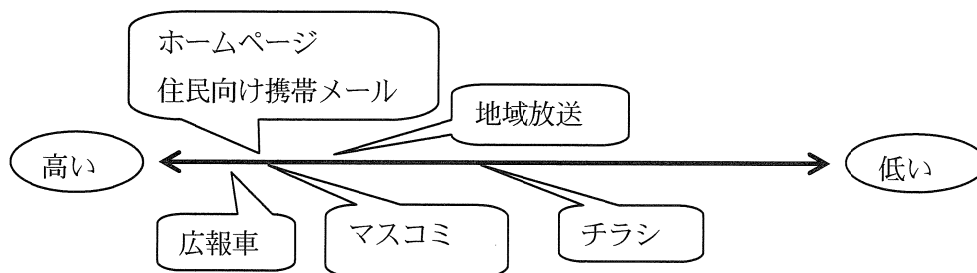 ホームページ
住民向け携帯メール
地域放送
高い
低い
広報車
マスコミ
チラシ